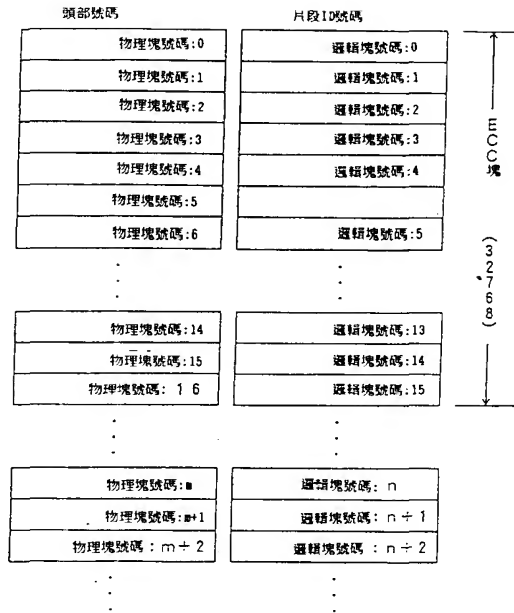 頭部號碼 片段ID號碼
物理塊號碼:0 邏輯塊號碼:0
物理塊號碼:1 邏輯塊號碼:1
物理塊號碼:2 邏輯塊號碼:2
物理塊號碼:3 邏輯塊號碼:3
物理塊號碼:4 邏輯塊號碼:4
物理塊號碼:5
物理塊號碼:6 邏輯塊號碼:5
物理塊號碼:14 邏輯塊號碼:13
物理塊號碼:15 邏輯塊號碼:14
物理塊號碼: 16 邏輯塊號碼:15
物理塊號碼:m 邏輯塊號碼: n
物理塊號碼:m+1 邏輯塊號碼: n+1
物理塊號碼: m+2 邏輯塊號碼: n+2
ECC塊 (32768)